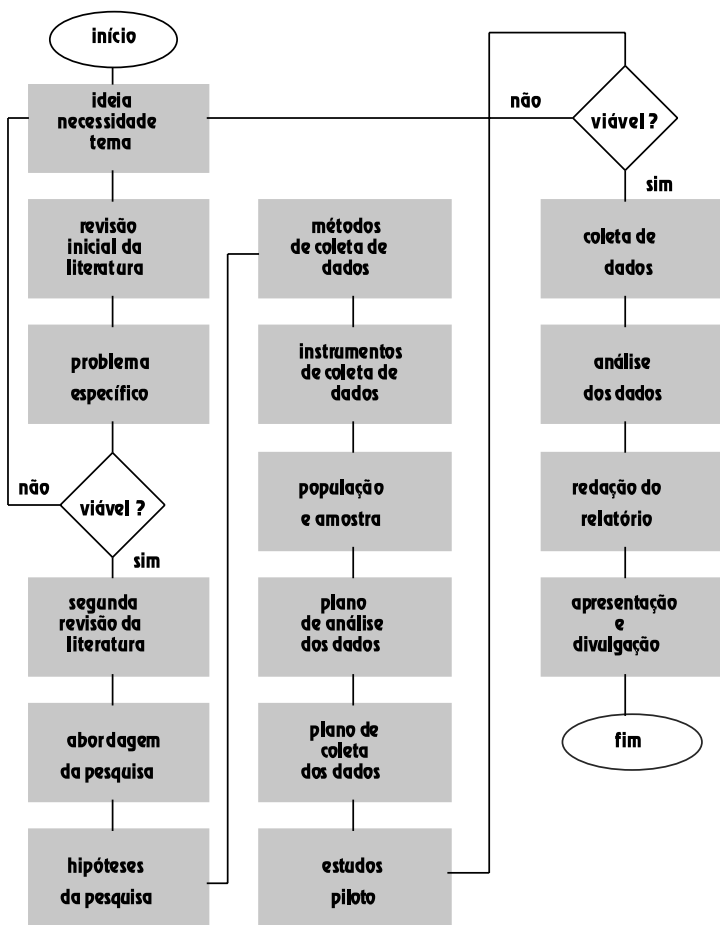 início
ideia
necessidade
tema
revisão
inicial da
literatura
problema
específico
não
viável ?
sim
segunda
revisão da
literatura
abordagem
da pesquisa
hipóteses
da pesquisa
métodos
de coleta de
dados
instrumentos
de coleta de
dados
população
e amostra
plano
de análise
dos dados
plano de
coleta
dos dados
estudos
piloto
não
viável ?
sim
coleta de
dados
análise
dos dados
redação do
relatório
apresentação
e
divulgação
fim